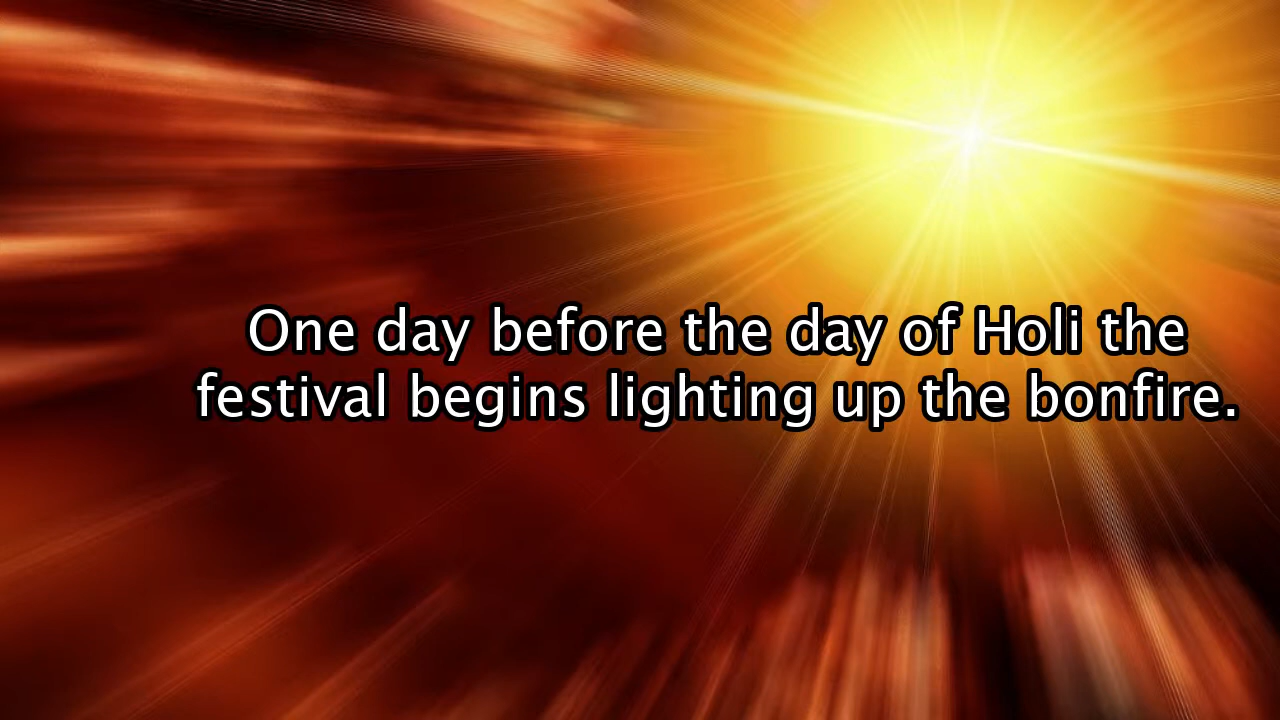 One day before the day of Holi the
festival begins lighting up the bonfire.